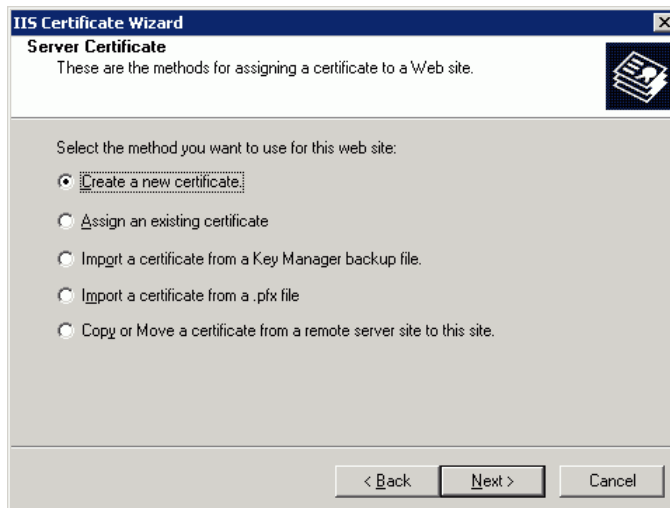 IIS Certificate Wizard
Server Certificate
These are the methods for assigning a certificate to a Web site.
Select the method you want to use for this web site:
Create a new certificate.
Assign an existing certificate
Import a certificate from a Key Manager backup file.
Import a certificate from a .pfx file
Copy or Move a certificate from a remote server site to this site.
< Back Next > Cancel